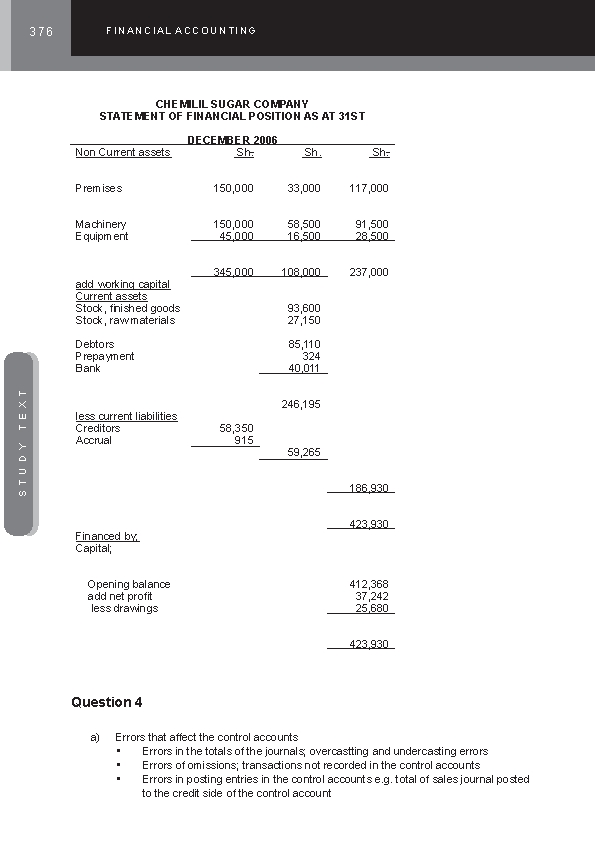 376
FINANCIAL ACCOUNTING
CHEMILIL SUGAR COMPANY
STATEMENT OF FINANCIAL POSITION AS AT 31ST
DECEMBER 2006
Non Current assets Sh. Sh. Sh.
Premises 150,000 33,000 117,000
Machinery 150,000 58,500 91,500
Equipment 45,000 16,500 28,500
345,000 108,000 237,000
add working capital
Current assets
Stock, finished goods 93,600
Stock, raw materials 27,150
Debtors 85,110
Prepayment 324
Bank 40,011
246,195
less current liabilities
Creditors 58,350
Accrual 915
59,265
186,930
423,930
Financed by;
Capital;
Opening balance 412,368
add net profit 37,242
less drawings 25,680
423,930
STUDY TEXT
Question 4
a) Errors that affect the control accounts
• Errors in the totals of the journals; overcastting and undercasting errors
• Errors of omissions; transactions not recorded in the control accounts
• Errors in posting entries in the control accounts e.g. total of sales journal posted
to the credit side of the control account